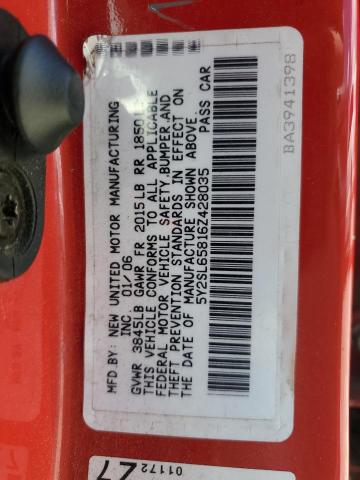 MFD BY: NEW UNITED MOTOR MANUFACTURING
INC. 01/06
GVWR 3845LB GAWR FR 2015LB RR 1850
THIS VEHICLE CONFORMS TO ALL APPLICABLE
FEDERAL MOTOR VEHICLE SAFETY,BUMPER,AND
THEFT PREVENTION STANDARDS IN EFFECT ON
THE DATE OF MANUFACTURE SHOWN ABOVE.
5Y2SL65816Z428035 PASS CAR
BA3941398
01172